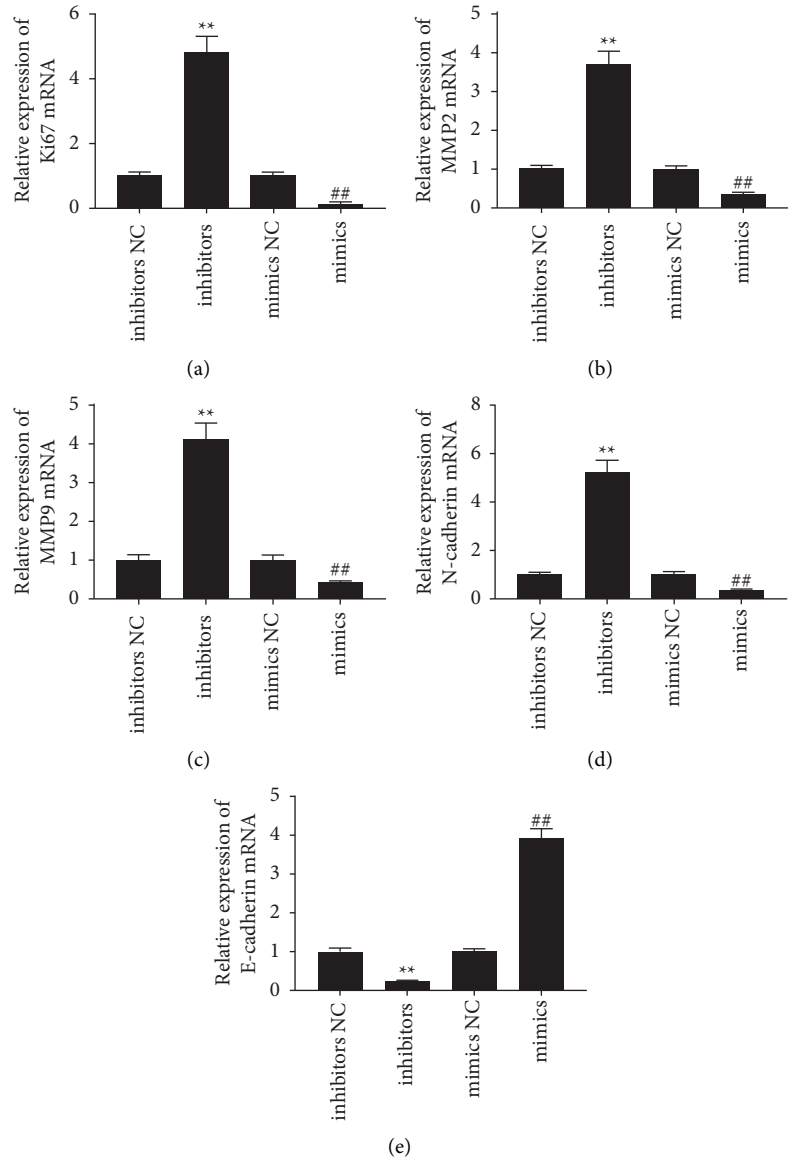 Relative expression of
Ki67 mRNA
6
4
2
0
**
##
inhibitors NC
inhibitors
mimics NC
mimics
(a)
Relative expression of
MMP2 mRNA
5
4
3
2
1
0
**
##
inhibitors NC
inhibitors
mimics NC
mimics
(b)
Relative expression of
MMP9 mRNA
5
4
3
2
1
0
**
##
inhibitors NC
inhibitors
mimics NC
mimics
(c)
Relative expression of
N-cadherin mRNA
8
6
4
2
0
**
##
inhibitors NC
inhibitors
mimics NC
mimics
(d)
Relative expression of
E-cadherin mRNA
5
4
3
2
1
0
**
##
inhibitors NC
inhibitors
mimics NC
mimics
(e)